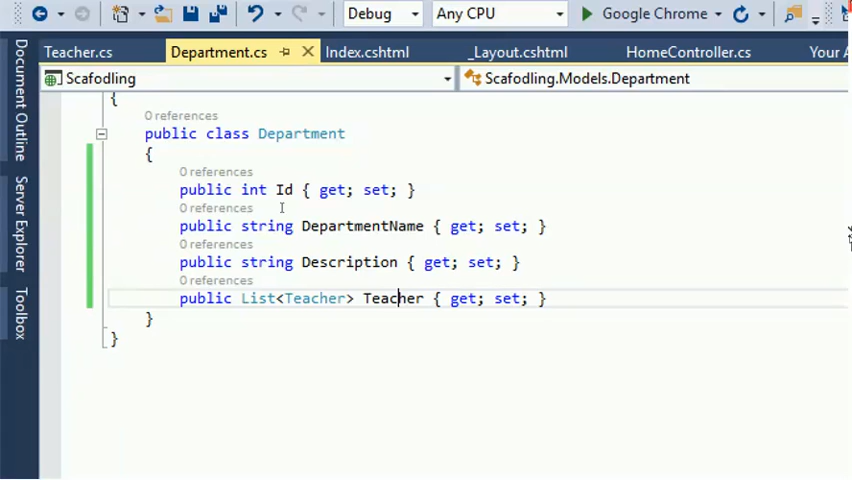 Debug Any CPU Google Chrome
Teacher.cs Department.cs Index.cshtml _Layout.cshtml HomeController.cs Your A
Scafodling Scafodling.Models.Department
Document Outline
Server Explorer
Toolbox
{
0 references
public class Department
{
0 references
public int Id { get; set; }
0 references
public string DepartmentName { get; set; }
0 references
public string Description { get; set; }
0 references
public List<Teacher> Teacher { get; set; }
}
}